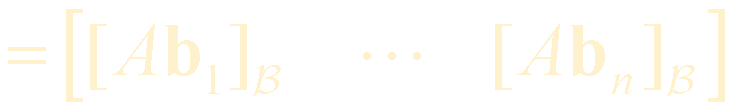 = [[Ab₁]_ℬ ⋯ [Abₙ]_ℬ]